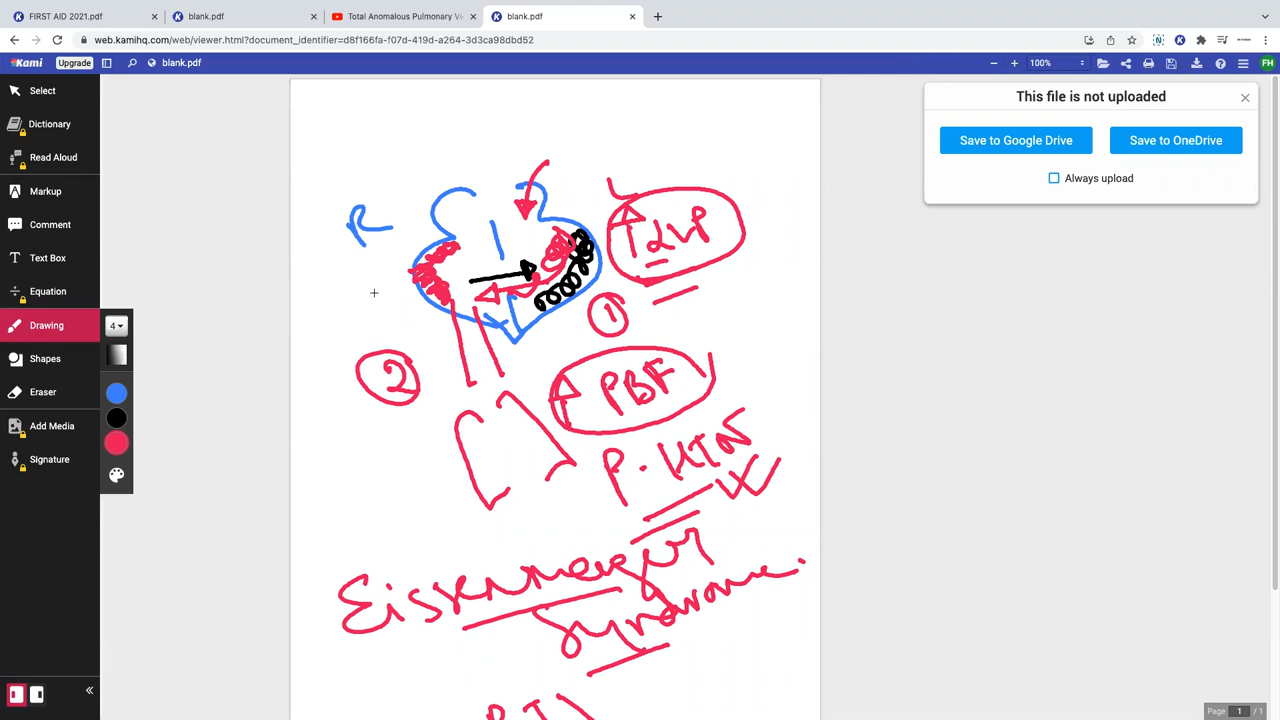 FIRST AID 2021.pdf
blank.pdf
Total Anomalous Pulmonary Ve
blank.pdf
web.kamihq.com/web/viewer.html?document_identifier=d8f166fa-f07d-419d-a264-3d3ca98dbd52
Kami
Upgrade
blank.pdf
100%
FH
Select
Dictionary
Read Aloud
Markup
Comment
Text Box
Equation
Drawing
Shapes
Eraser
Add Media
Signature
4
This file is not uploaded
Save to Google Drive
Save to OneDrive
Always upload
R
↑
①
②
↑ PBF
P. HTN
Eissenmenger
Syndrome.
Page 1 / 1